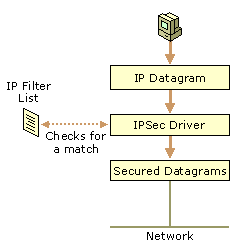 IP Datagram
IP Filter
List
IPSec Driver
Checks for
a match
Secured Datagrams
Network